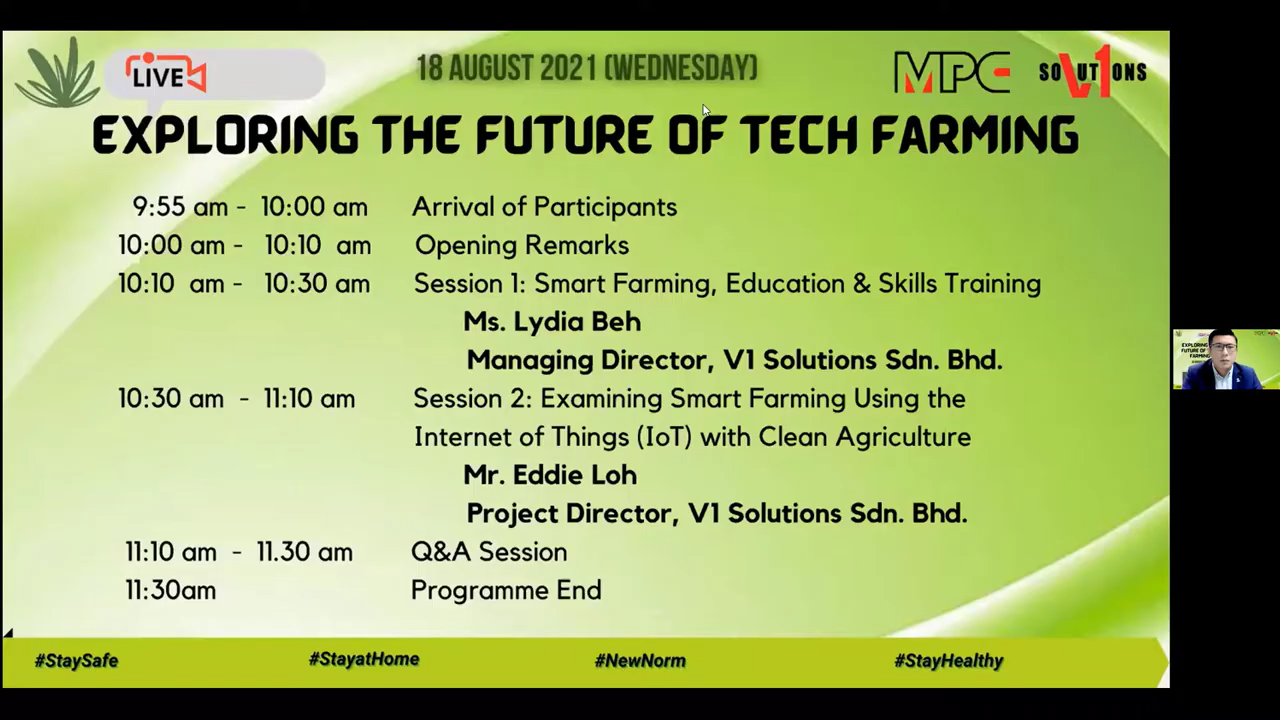 LIVE
18 AUGUST 2021 (WEDNESDAY)
MPC
SOLUT1ONS
EXPLORING THE FUTURE OF TECH FARMING
9:55 am - 10:00 am Arrival of Participants
10:00 am - 10:10 am Opening Remarks
10:10 am - 10:30 am Session 1: Smart Farming, Education & Skills Training
Ms. Lydia Beh
Managing Director, V1 Solutions Sdn. Bhd.
10:30 am - 11:10 am Session 2: Examining Smart Farming Using the
Internet of Things (IoT) with Clean Agriculture
Mr. Eddie Loh
Project Director, V1 Solutions Sdn. Bhd.
11:10 am - 11.30 am Q&A Session
11:30am Programme End
#StaySafe #StayatHome #NewNorm #StayHealthy
EXPLORING
FUTURE OF
FARMING